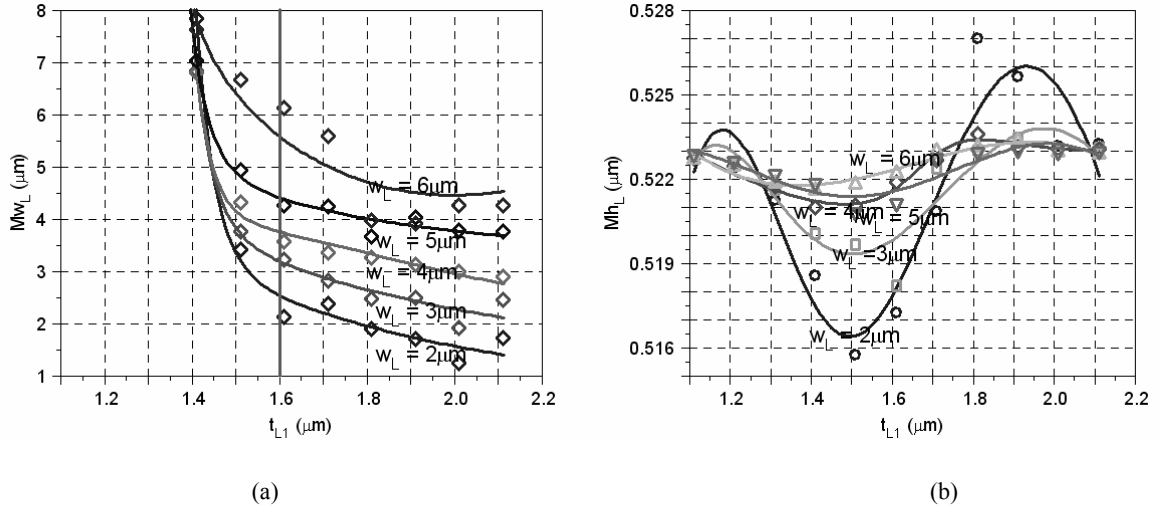 8
7
6
5
4
3
2
1
Mw_L (μm)
w_L = 6μm
w_L = 5μm
w_L = 4μm
w_L = 3μm
w_L = 2μm
1.2 1.4 1.6 1.8 2.0 2.2
t_L1 (μm)
(a)
0.528
0.525
0.522
0.519
0.516
Mh_L (μm)
w_L = 6μm
w_L = 4μm
w_L = 5μm
w_L =3μm
w_L = 2μm
1.2 1.4 1.6 1.8 2.0 2.2
t_L1 (μm)
(b)